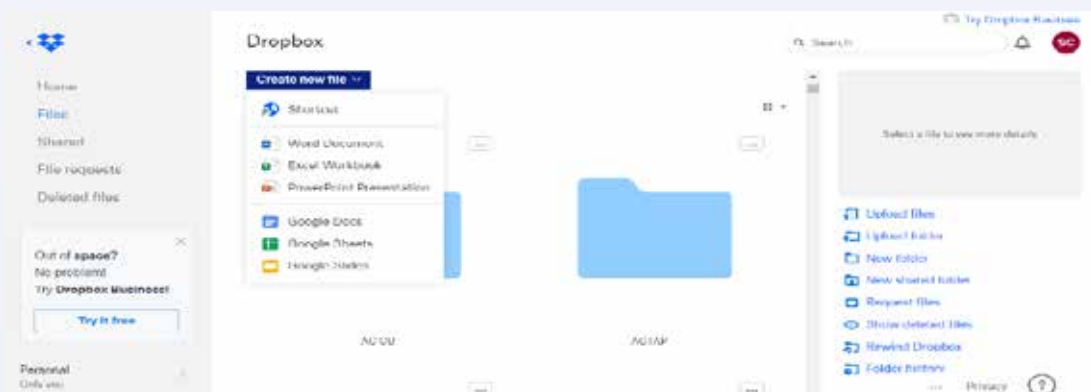 Try Dropbox Business
Dropbox
Search
SC
Home
Files
Shared
File requests
Deleted files
Out of space?
No problem!
Try Dropbox Business!
Try it free
Personal
Only you
Create new file
Shortcut
Word Document
Excel Workbook
PowerPoint Presentation
Google Docs
Google Sheets
Google Slides
Select a file to see more details
Upload files
Upload folder
New folder
New shared folder
Request files
Show deleted files
Rewind Dropbox
Folder history
Privacy
?